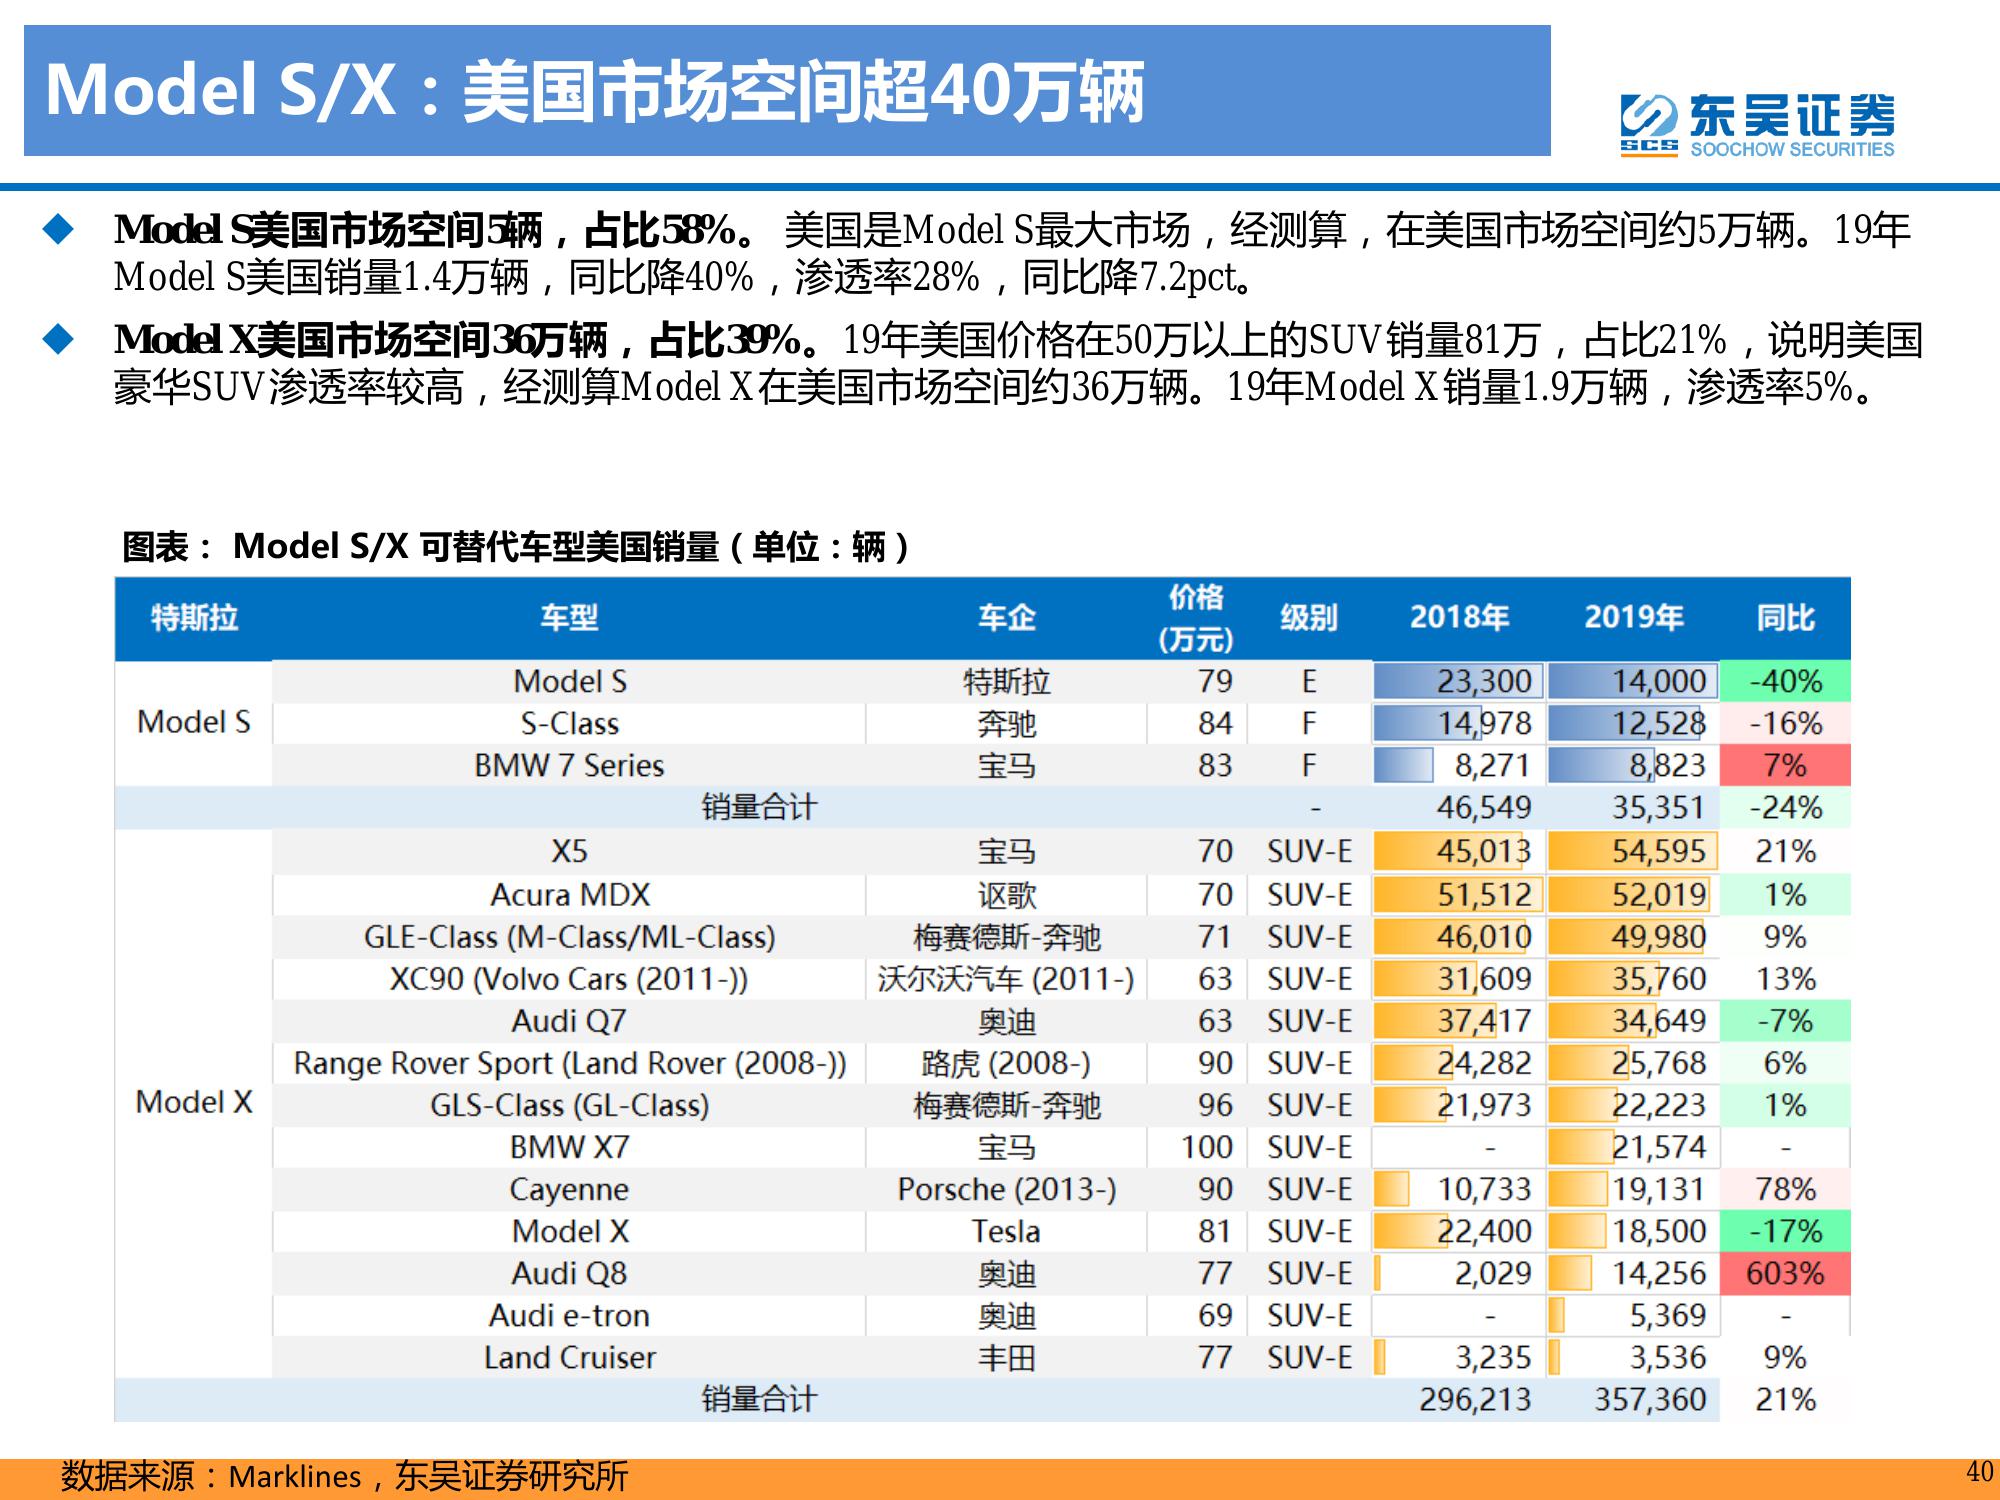 Model S/X：美国市场空间超40万辆
东吴证券
SCS SOOCHOW SECURITIES
Model S美国市场空间5辆，占比58%。 美国是Model S最大市场，经测算，在美国市场空间约5万辆。19年
Model S美国销量1.4万辆，同比降40%，渗透率28%，同比降7.2pct。
Model X美国市场空间36万辆，占比39%。19年美国价格在50万以上的SUV销量81万，占比21%，说明美国
豪华SUV渗透率较高，经测算Model X在美国市场空间约36万辆。19年Model X销量1.9万辆，渗透率5%。
图表： Model S/X 可替代车型美国销量（单位：辆）
特斯拉 车型 车企 价格(万元) 级别 2018年 2019年 同比
Model S
Model S 特斯拉 79 E 23,300 14,000 -40%
S-Class 奔驰 84 F 14,978 12,528 -16%
BMW 7 Series 宝马 83 F 8,271 8,823 7%
销量合计 - 46,549 35,351 -24%
Model X
X5 宝马 70 SUV-E 45,013 54,595 21%
Acura MDX 讴歌 70 SUV-E 51,512 52,019 1%
GLE-Class (M-Class/ML-Class) 梅赛德斯-奔驰 71 SUV-E 46,010 49,980 9%
XC90 (Volvo Cars (2011-)) 沃尔沃汽车 (2011-) 63 SUV-E 31,609 35,760 13%
Audi Q7 奥迪 63 SUV-E 37,417 34,649 -7%
Range Rover Sport (Land Rover (2008-)) 路虎 (2008-) 90 SUV-E 24,282 25,768 6%
GLS-Class (GL-Class) 梅赛德斯-奔驰 96 SUV-E 21,973 22,223 1%
BMW X7 宝马 100 SUV-E - 21,574 -
Cayenne Porsche (2013-) 90 SUV-E 10,733 19,131 78%
Model X Tesla 81 SUV-E 22,400 18,500 -17%
Audi Q8 奥迪 77 SUV-E 2,029 14,256 603%
Audi e-tron 奥迪 69 SUV-E - 5,369 -
Land Cruiser 丰田 77 SUV-E 3,235 3,536 9%
销量合计 296,213 357,360 21%
数据来源：Marklines，东吴证券研究所
40